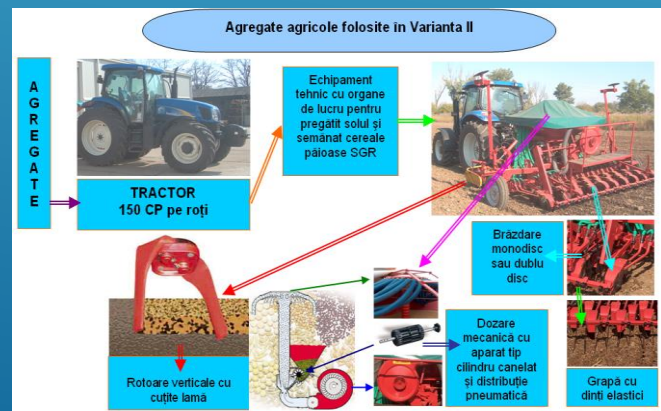 Agregate agricole folosite în Varianta II
AGREGATE
TRACTOR
150 CP pe roți
Echipament
tehnic cu organe
de lucru pentru
pregătit solul și
semănat cereale
păioase SGR
Brăzdare
monodisc
sau dublu
disc
Rotoare verticale cu
cuțite lamă
Dozare
mecanică cu
aparat tip
cilindru canelat
și distribuție
pneumatică
Grapă cu
dinți elastici